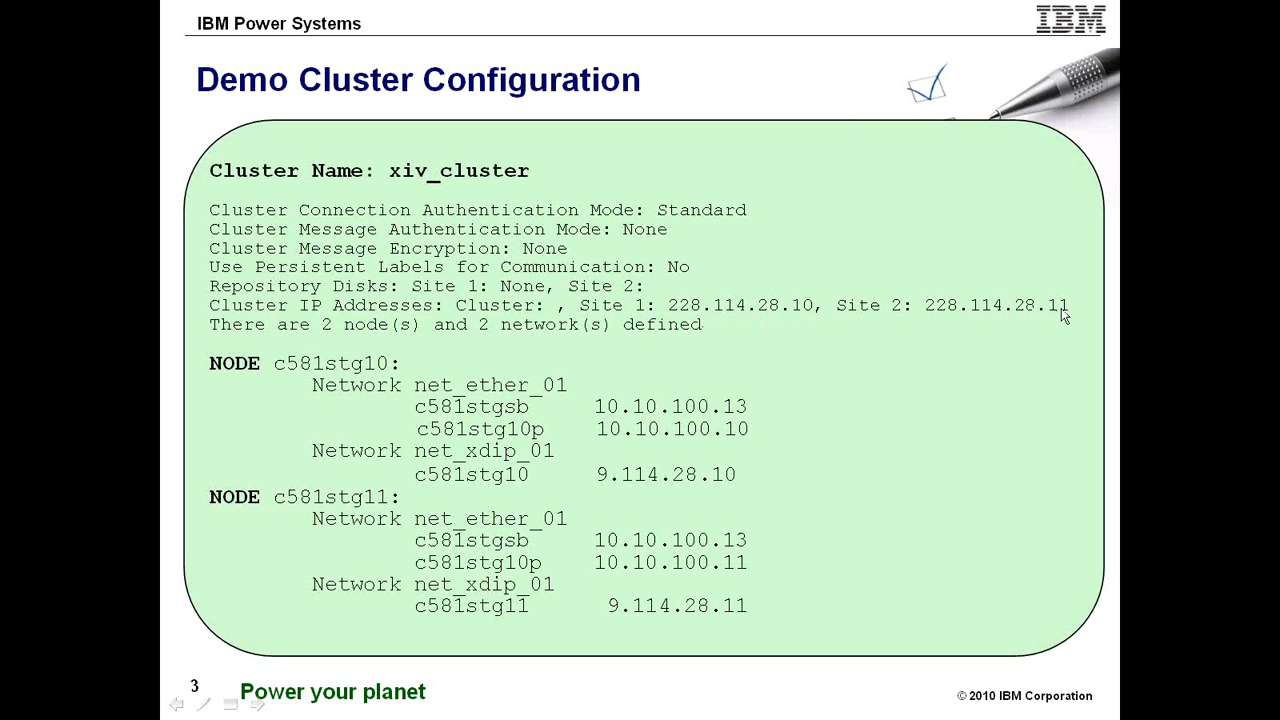 IBM Power Systems
IBM
Demo Cluster Configuration
Cluster Name: xiv_cluster
Cluster Connection Authentication Mode: Standard
Cluster Message Authentication Mode: None
Cluster Message Encryption: None
Use Persistent Labels for Communication: No
Repository Disks: Site 1: None, Site 2:
Cluster IP Addresses: Cluster: , Site 1: 228.114.28.10, Site 2: 228.114.28.11
There are 2 node(s) and 2 network(s) defined
NODE c581stg10:
Network net_ether_01
c581stgsb 10.10.100.13
c581stg10p 10.10.100.10
Network net_xdip_01
c581stg10 9.114.28.10
NODE c581stg11:
Network net_ether_01
c581stgsb 10.10.100.13
c581stg10p 10.10.100.11
Network net_xdip_01
c581stg11 9.114.28.11
3
Power your planet
© 2010 IBM Corporation